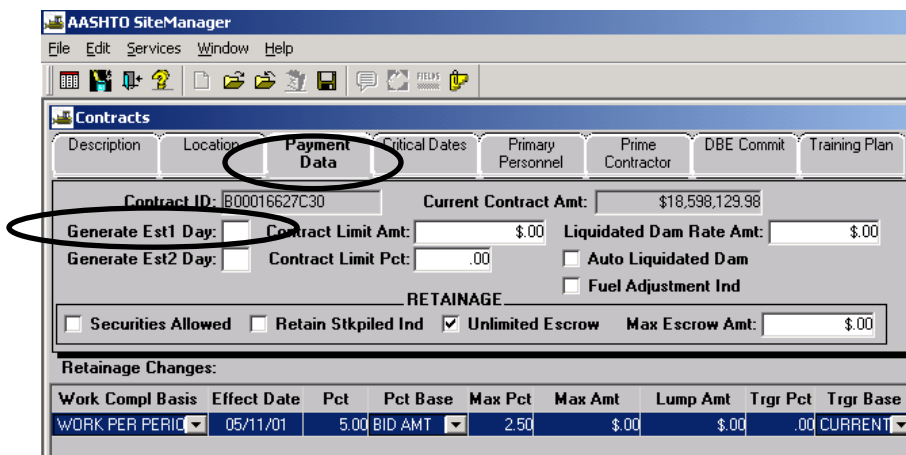 AASHTO SiteManager
File Edit Services Window Help
FIELDS
Contracts
Description Location Payment Data Critical Dates Primary Personnel Prime Contractor DBE Commit Training Plan
Contract ID: B00016627C30 Current Contract Amt: $18,598,129.98
Generate Est1 Day: Contract Limit Amt: $.00 Liquidated Dam Rate Amt: $.00
Generate Est2 Day: Contract Limit Pct: .00 Auto Liquidated Dam
Fuel Adjustment Ind
RETAINAGE
Securities Allowed Retain Stkpiled Ind Unlimited Escrow Max Escrow Amt: $.00
Retainage Changes:
Work Compl Basis Effect Date Pct Pct Base Max Pct Max Amt Lump Amt Trgr Pct Trgr Base
WORK PER PERIO 05/11/01 5.00 BID AMT 2.50 $.00 $.00 .00 CURRENT